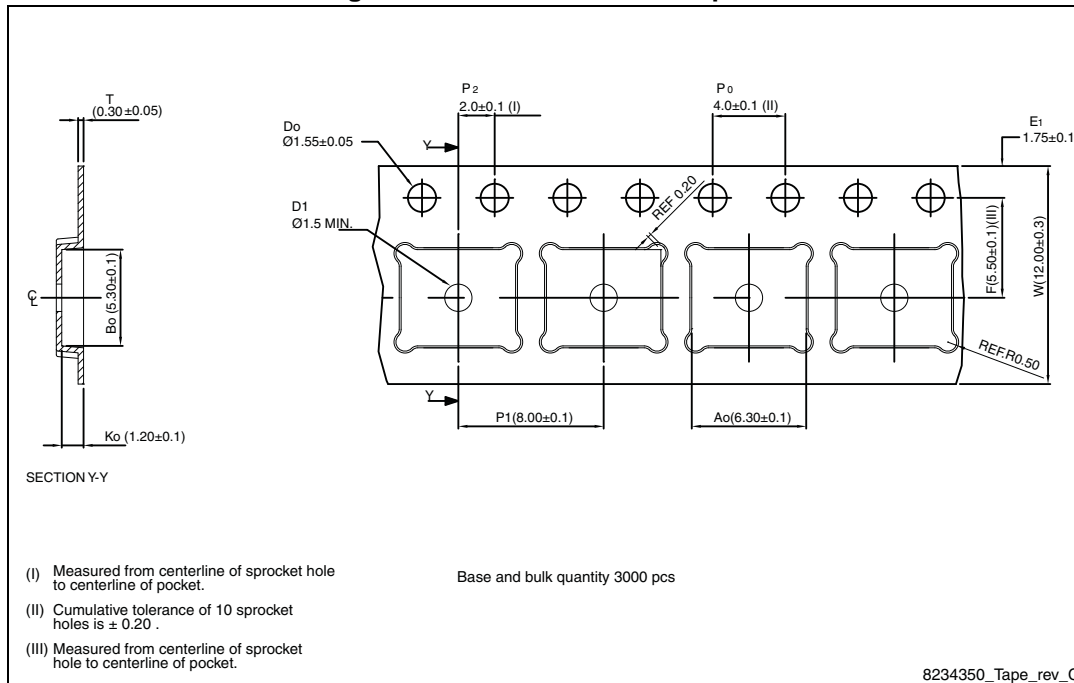 T
(0.30 ±0.05)
P2
2.0±0.1 (I)
P0
4.0±0.1 (II)
Do
Ø1.55±0.05
E1
1.75±0.1
Y
D1
Ø1.5 MIN.
REF 0.20
F(5.50±0.1)(III)
W(12.00±0.3)
Bo (5.30±0.1)
CL
REF.R0.50
Y
P1(8.00±0.1)
Ao(6.30±0.1)
Ko (1.20±0.1)
SECTION Y-Y
(I) Measured from centerline of sprocket hole
to centerline of pocket.
Base and bulk quantity 3000 pcs
(II) Cumulative tolerance of 10 sprocket
holes is ± 0.20 .
(III) Measured from centerline of sprocket
hole to centerline of pocket.
8234350_Tape_rev_C